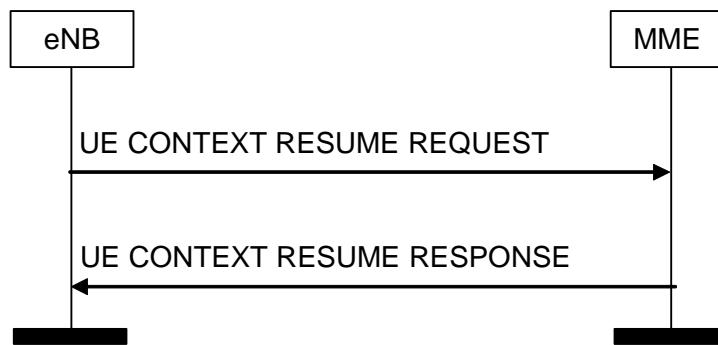 eNB
MME
UE CONTEXT RESUME REQUEST
UE CONTEXT RESUME RESPONSE